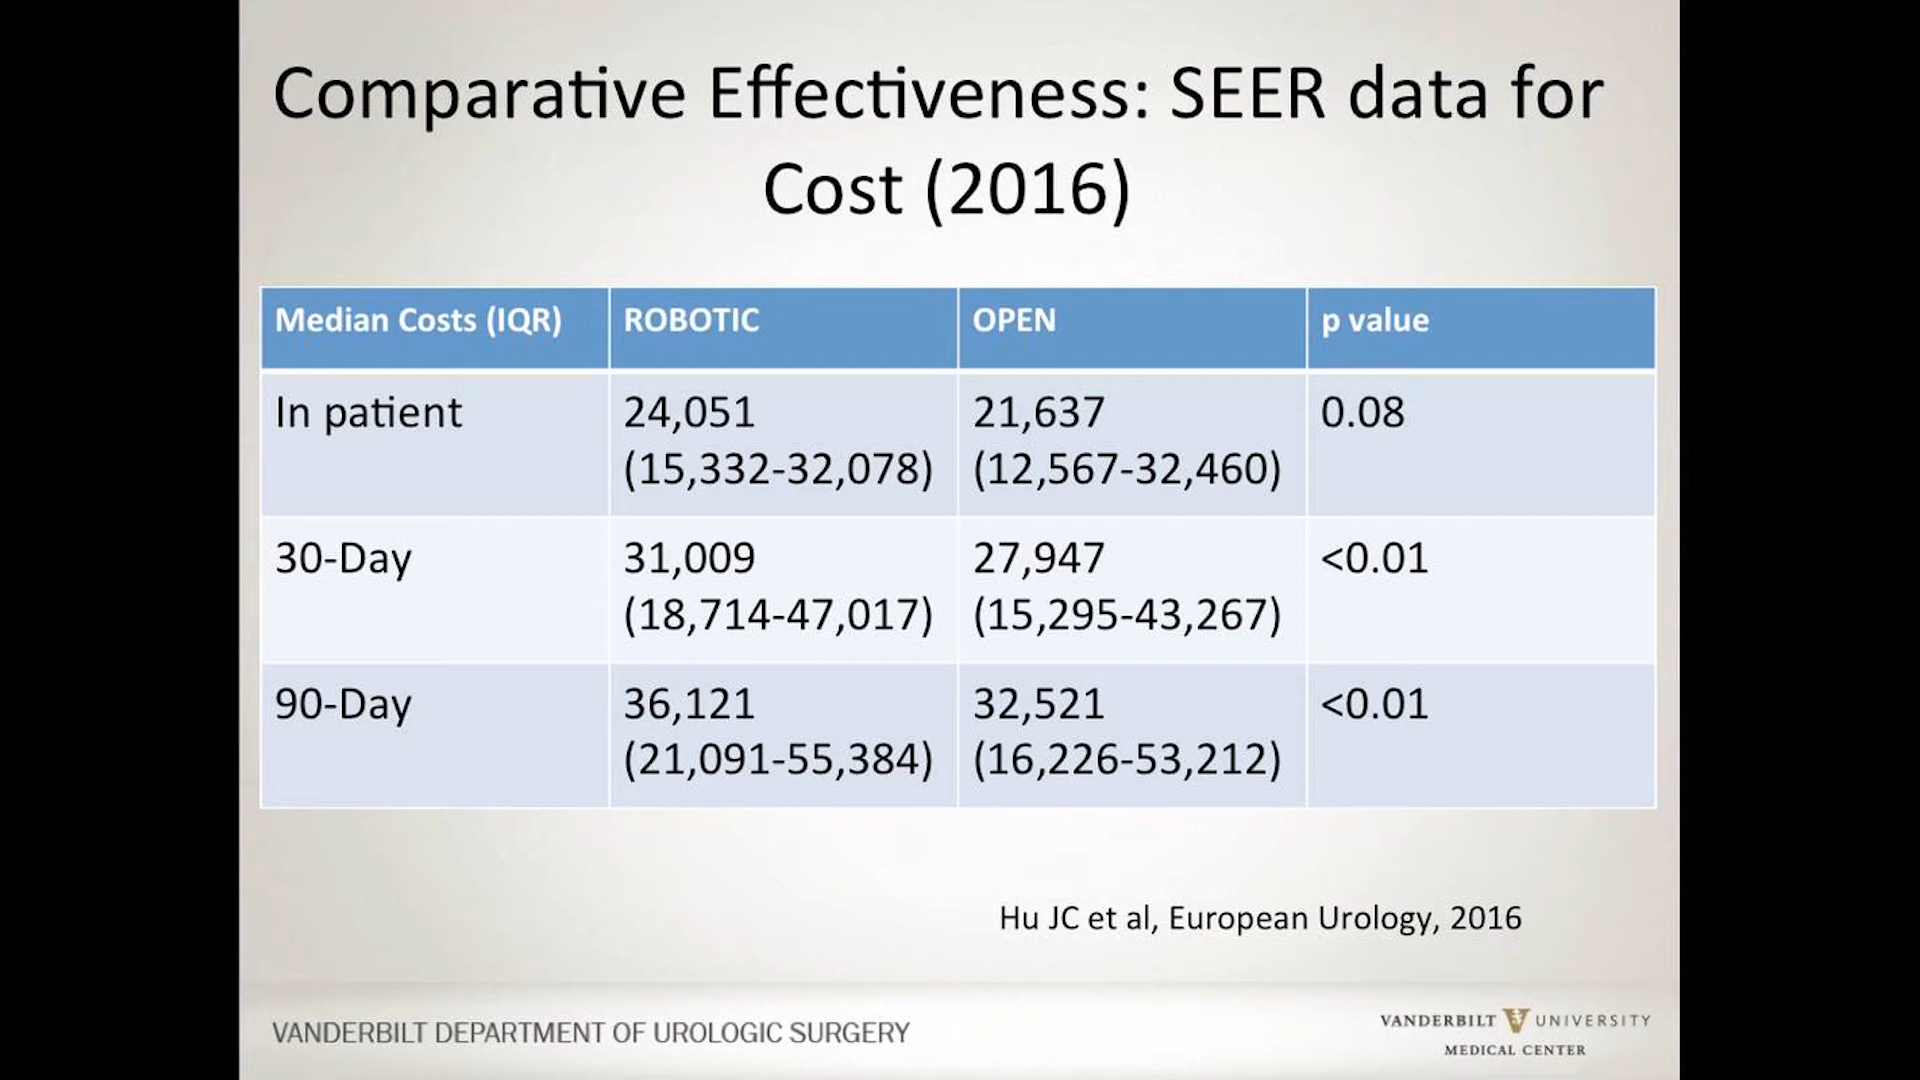 Comparative Effectiveness: SEER data for
Cost (2016)
Median Costs (IQR) ROBOTIC OPEN p value
In patient 24,051 21,637 0.08
(15,332-32,078) (12,567-32,460)
30-Day 31,009 27,947 <0.01
(18,714-47,017) (15,295-43,267)
90-Day 36,121 32,521 <0.01
(21,091-55,384) (16,226-53,212)
Hu JC et al, European Urology, 2016
VANDERBILT DEPARTMENT OF UROLOGIC SURGERY
VANDERBILT V UNIVERSITY
MEDICAL CENTER